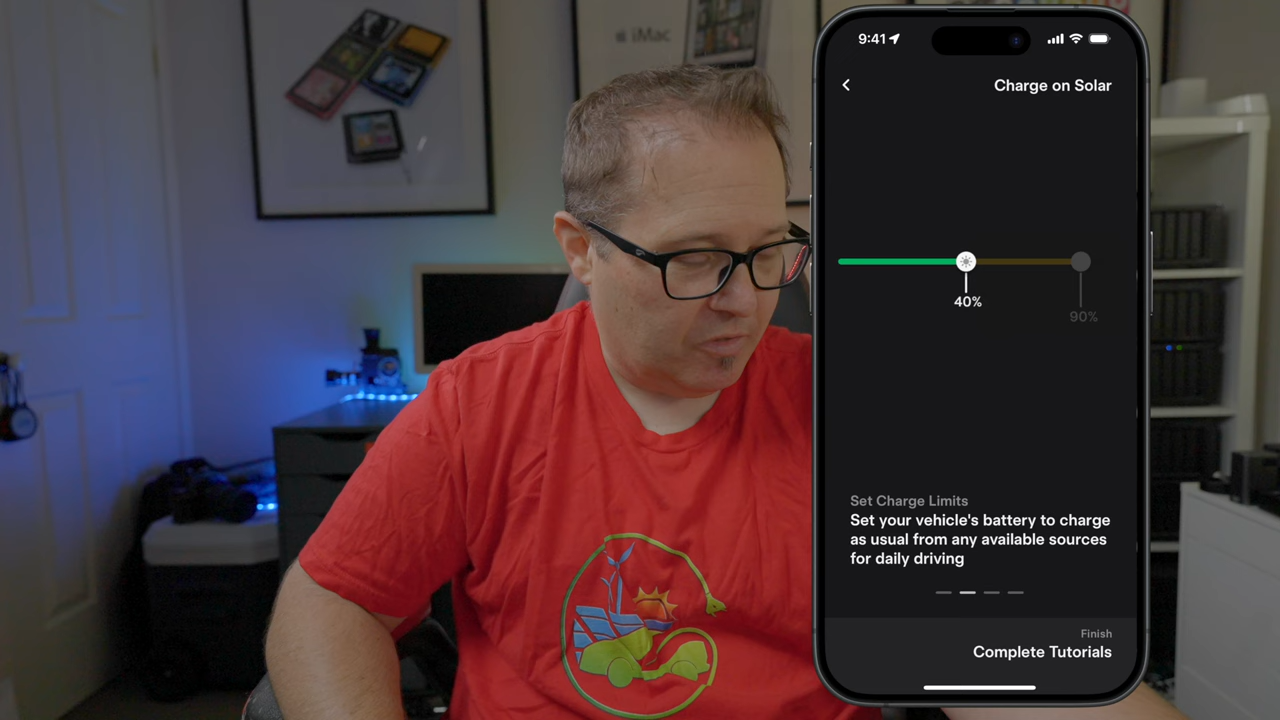 iMac
9:41
Charge on Solar
40%
90%
Set Charge Limits
Set your vehicle's battery to charge
as usual from any available sources
for daily driving
Finish
Complete Tutorials